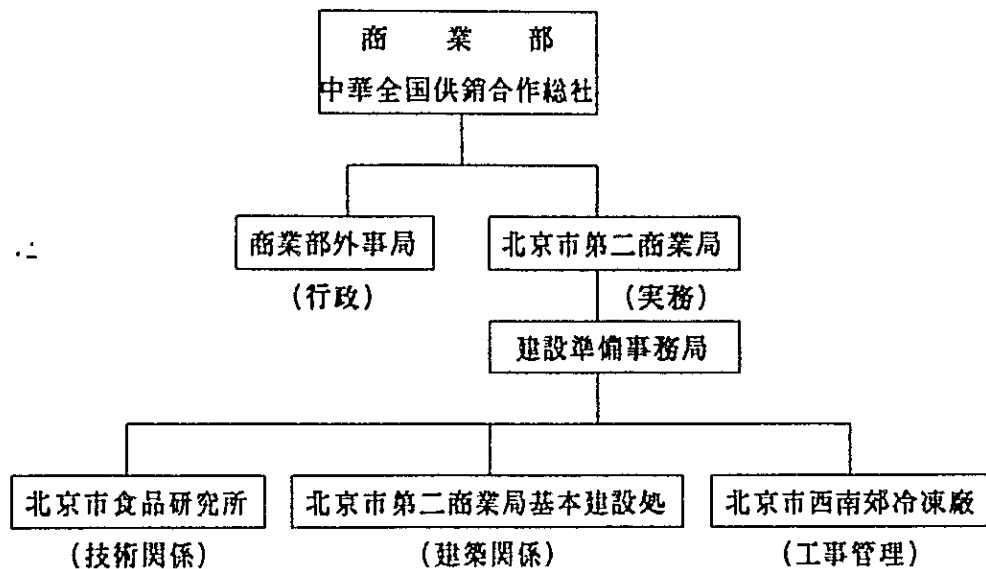 商業部
中華全国供銷合作総社
商業部外事局
北京市第二商業局
(行政)
(実務)
建設準備事務局
北京市食品研究所
北京市第二商業局基本建設処
北京市西南郊冷凍廠
(技術関係)
(建築関係)
(工事管理)